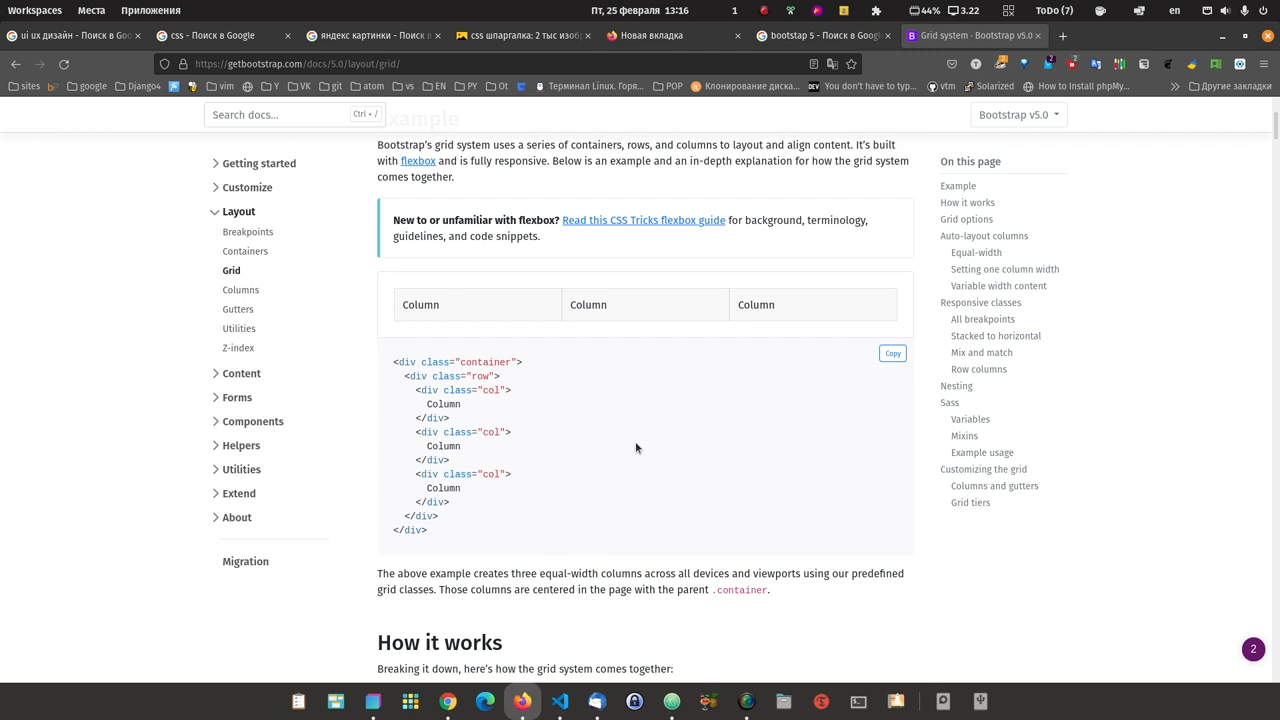 Workspaces Места Приложения ПТ, 25 февраля 13:16 1 44% 3.22 ToDo (7) en
ui ux дизайн - Поиск в Goo css - Поиск в Google яндекс картинки - Поиск в css шпаргалка: 2 тыс изоб Новая вкладка bootstap 5 - Поиск в Google Grid system · Bootstrap v5.0
https://getbootstrap.com/docs/5.0/layout/grid/
sites google Django4 vim Y VK git atom vs EN PY Ot Терминал Linux. Горя... POP Клонирование диска... You don't have to typ... vtm Solarized How to Install phpMy... Другие закладки
Search docs... Ctrl + / Example Bootstrap v5.0
Bootstrap’s grid system uses a series of containers, rows, and columns to layout and align content. It’s built
with flexbox and is fully responsive. Below is an example and an in-depth explanation for how the grid system
comes together.
New to or unfamiliar with flexbox? Read this CSS Tricks flexbox guide for background, terminology,
guidelines, and code snippets.
Column Column Column
Copy
<div class="container">
<div class="row">
<div class="col">
Column
</div>
<div class="col">
Column
</div>
<div class="col">
Column
</div>
</div>
</div>
The above example creates three equal-width columns across all devices and viewports using our predefined
grid classes. Those columns are centered in the page with the parent .container.
How it works
Breaking it down, here’s how the grid system comes together:
Getting started
Customize
Layout
Breakpoints
Containers
Grid
Columns
Gutters
Utilities
Z-index
Content
Forms
Components
Helpers
Utilities
Extend
About
Migration
On this page
Example
How it works
Grid options
Auto-layout columns
Equal-width
Setting one column width
Variable width content
Responsive classes
All breakpoints
Stacked to horizontal
Mix and match
Row columns
Nesting
Sass
Variables
Mixins
Example usage
Customizing the grid
Columns and gutters
Grid tiers
2